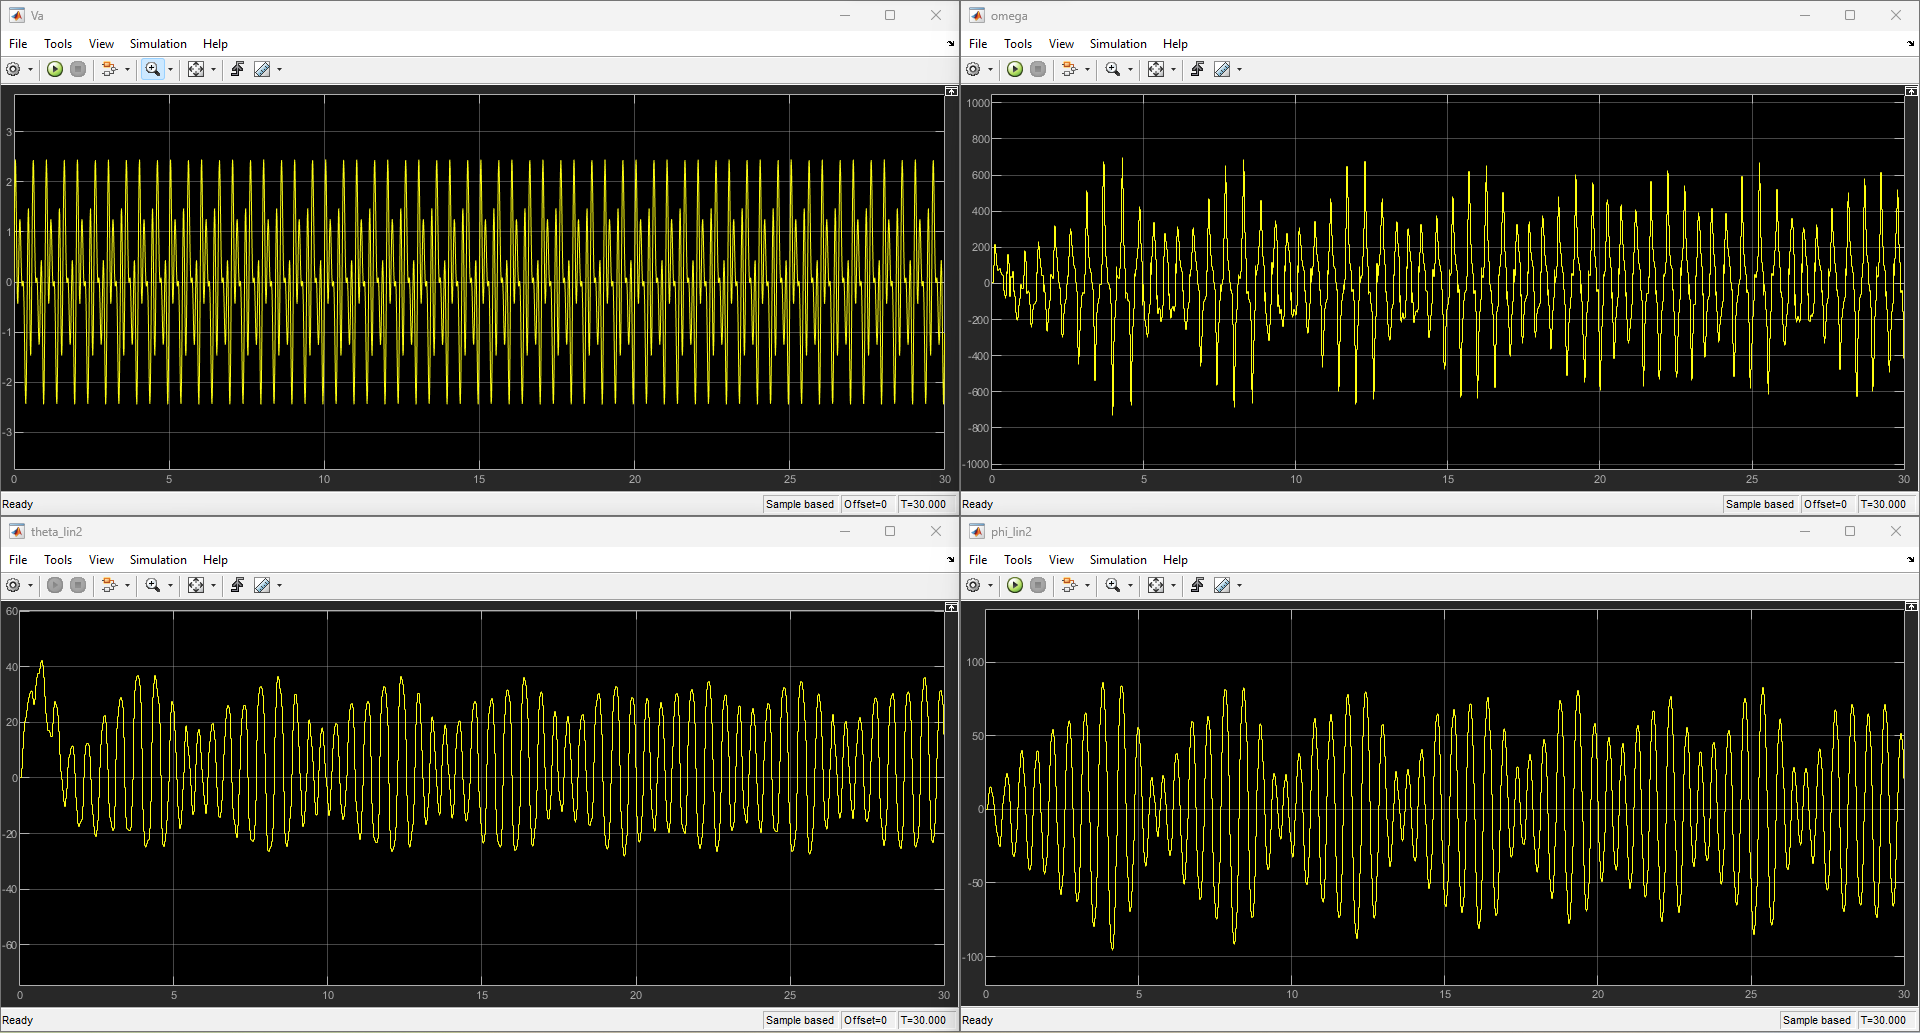 Va
File Tools View Simulation Help
3
2
1
0
-1
-2
-3
0 5 10 15 20 25 30
Ready Sample based Offset=0 T=30.000
omega
File Tools View Simulation Help
1000
800
600
400
200
0
-200
-400
-600
-800
-1000
0 5 10 15 20 25 30
Ready Sample based Offset=0 T=30.000
theta_lin2
File Tools View Simulation Help
60
40
20
0
-20
-40
-60
0 5 10 15 20 25 30
Ready Sample based Offset=0 T=30.000
phi_lin2
File Tools View Simulation Help
100
50
0
-50
-100
0 5 10 15 20 25 30
Ready Sample based T=30.000